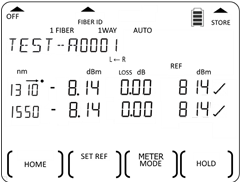 OFF FIBER ID STORE
1 FIBER 1WAY AUTO
TEST-A0001
L←R
nm dBm LOSS dB REF dBm
1310 - 8.14 0.00 8.14
1550 - 8.14 0.00 8.14
HOME SET REF METER MODE HOLD